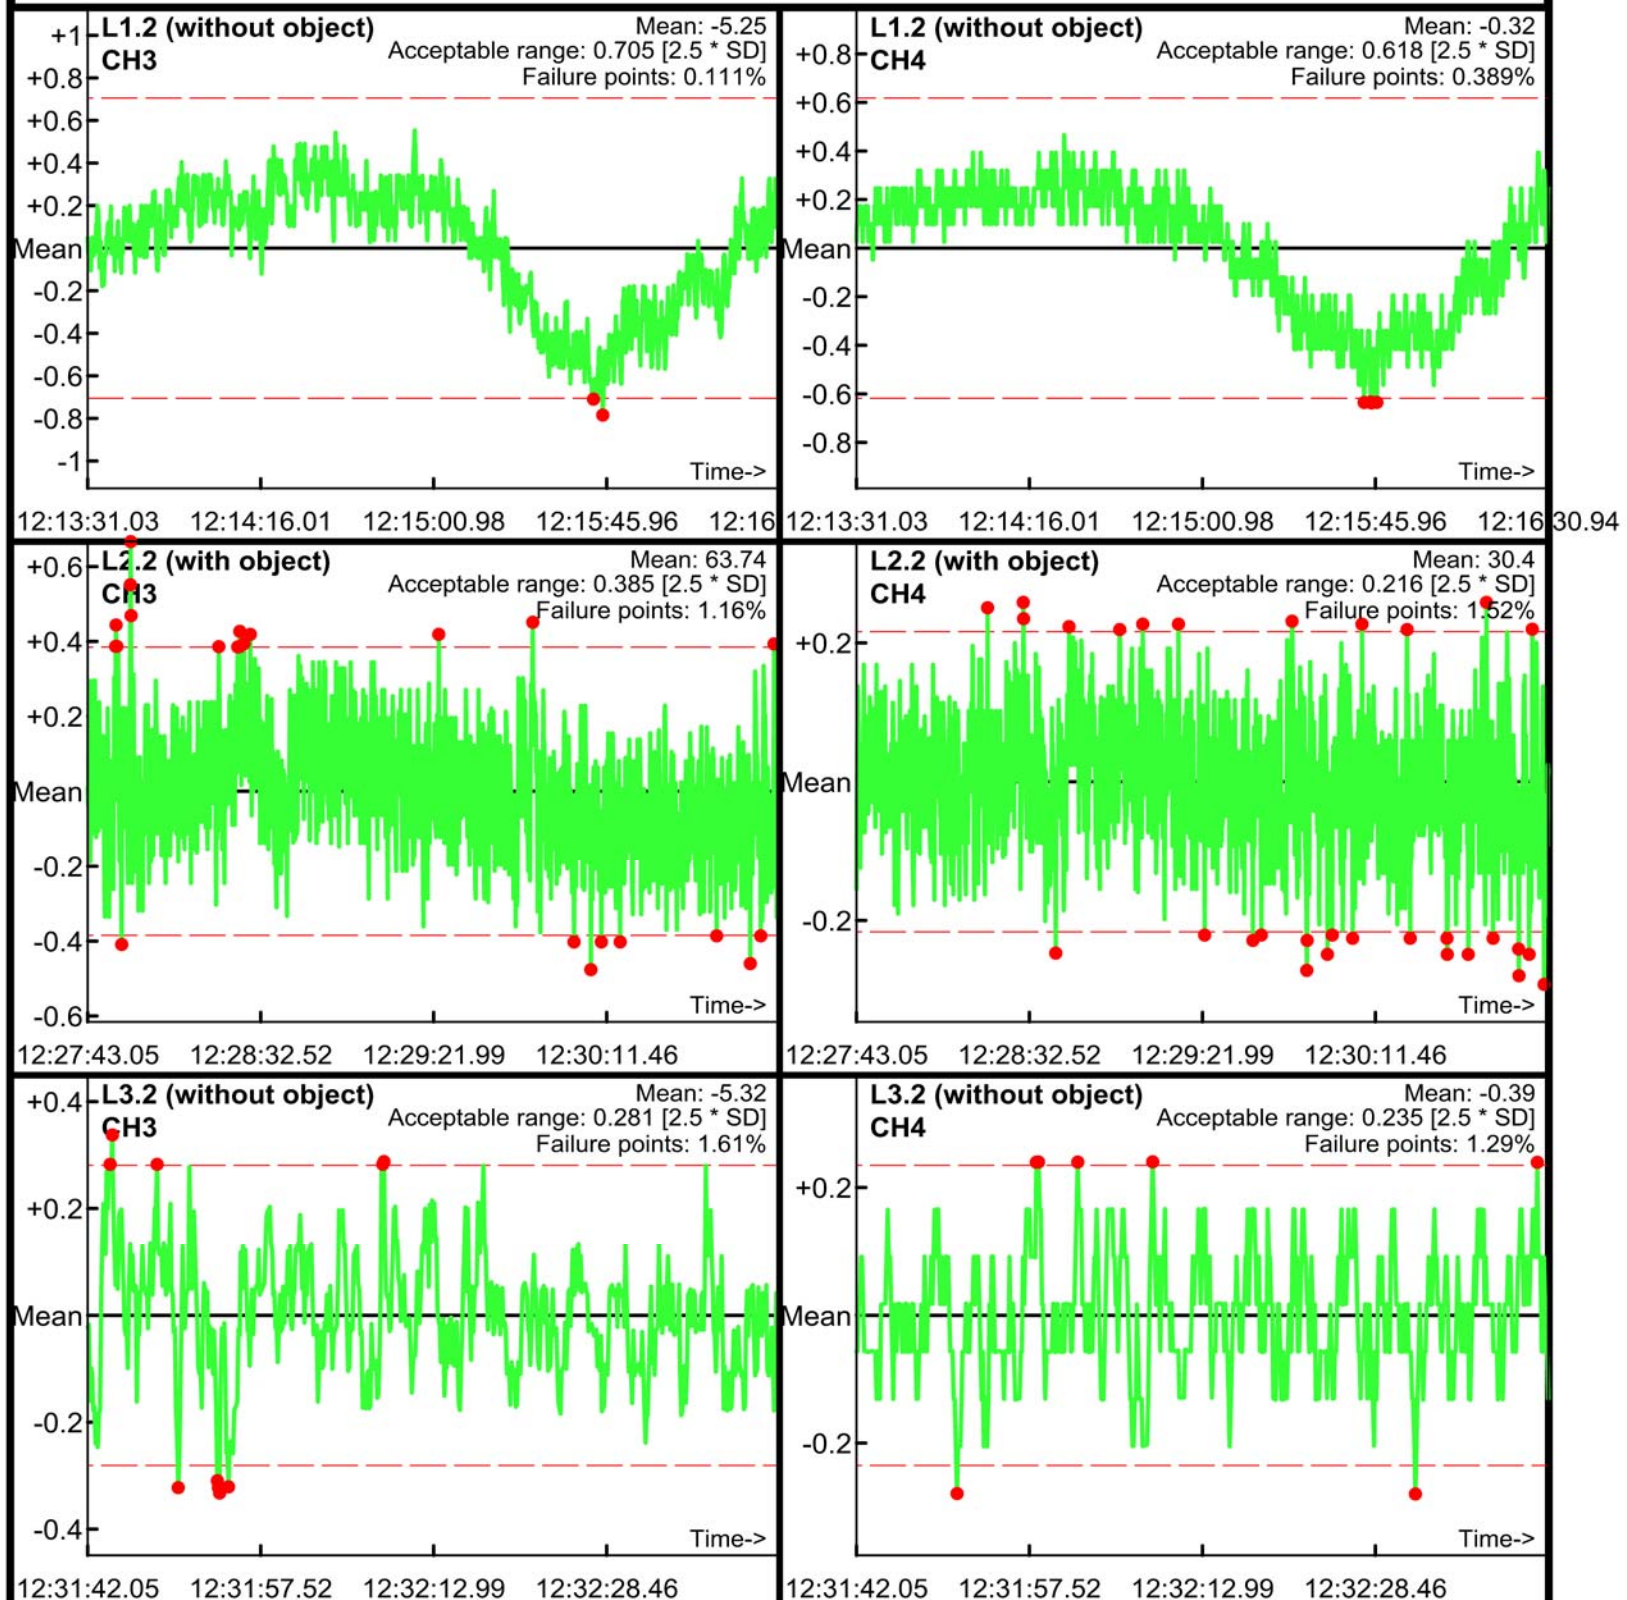 L1.2 (without object)
CH3
Mean: -5.25
Acceptable range: 0.705 [2.5 * SD]
Failure points: 0.111%
+1
+0.8
+0.6
+0.4
+0.2
Mean
-0.2
-0.4
-0.6
-0.8
-1
Time->
12:13:31.03 12:14:16.01 12:15:00.98 12:15:45.96 12:16
L1.2 (without object)
CH4
Mean: -0.32
Acceptable range: 0.618 [2.5 * SD]
Failure points: 0.389%
+0.8
+0.6
+0.4
+0.2
Mean
-0.2
-0.4
-0.6
-0.8
Time->
12:13:31.03 12:14:16.01 12:15:00.98 12:15:45.96 12:16:30.94
L2.2 (with object)
CH3
Mean: 63.74
Acceptable range: 0.385 [2.5 * SD]
Failure points: 1.16%
+0.6
+0.4
+0.2
Mean
-0.2
-0.4
-0.6
Time->
12:27:43.05 12:28:32.52 12:29:21.99 12:30:11.46
L2.2 (with object)
CH4
Mean: 30.4
Acceptable range: 0.216 [2.5 * SD]
Failure points: 1.52%
+0.2
Mean
-0.2
Time->
12:27:43.05 12:28:32.52 12:29:21.99 12:30:11.46
L3.2 (without object)
CH3
Mean: -5.32
Acceptable range: 0.281 [2.5 * SD]
Failure points: 1.61%
+0.4
+0.2
Mean
-0.2
-0.4
Time->
12:31:42.05 12:31:57.52 12:32:12.99 12:32:28.46
L3.2 (without object)
CH4
Mean: -0.39
Acceptable range: 0.235 [2.5 * SD]
Failure points: 1.29%
+0.2
Mean
-0.2
Time->
12:31:42.05 12:31:57.52 12:32:12.99 12:32:28.46